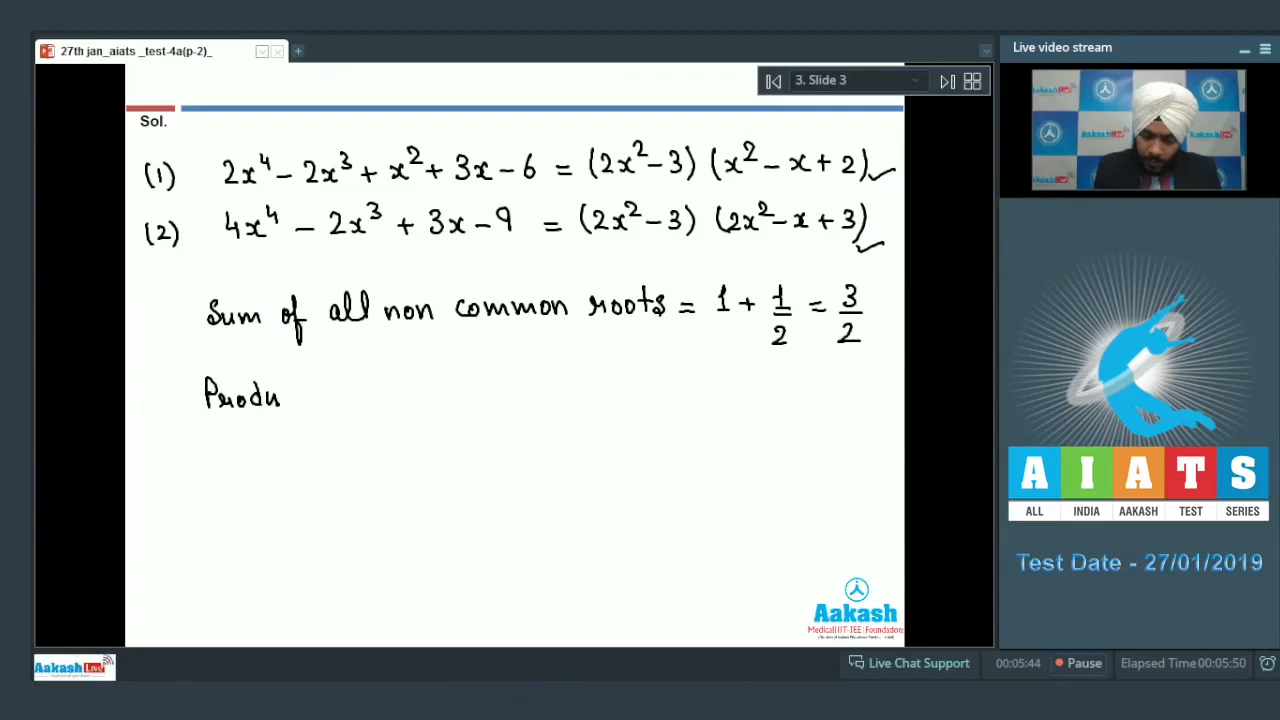 27th jan_aiats _test-4a(p-2)_
Live video stream
3. Slide 3
Sol.
(1) 2x⁴ - 2x³ + x² + 3x - 6 = (2x² - 3) (x² - x + 2)
(2) 4x⁴ - 2x³ + 3x - 9 = (2x² - 3) (2x² - x + 3)
Sum of all non common roots = 1 + 1/2 = 3/2
Produ
AIATS
ALL INDIA AAKASH TEST SERIES
Test Date - 27/01/2019
Aakash
Medical|IIT-JEE|Foundations
Aakash Live
Live Chat Support
00:05:44
Pause
Elapsed Time 00:05:50